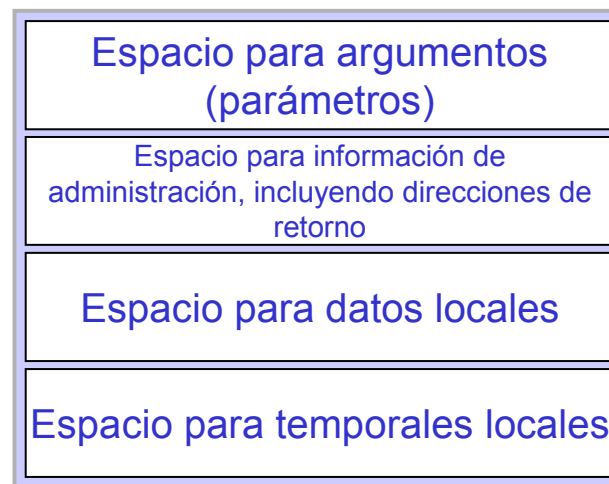 Espacio para argumentos
(parámetros)
Espacio para información de
administración, incluyendo direcciones de
retorno
Espacio para datos locales
Espacio para temporales locales